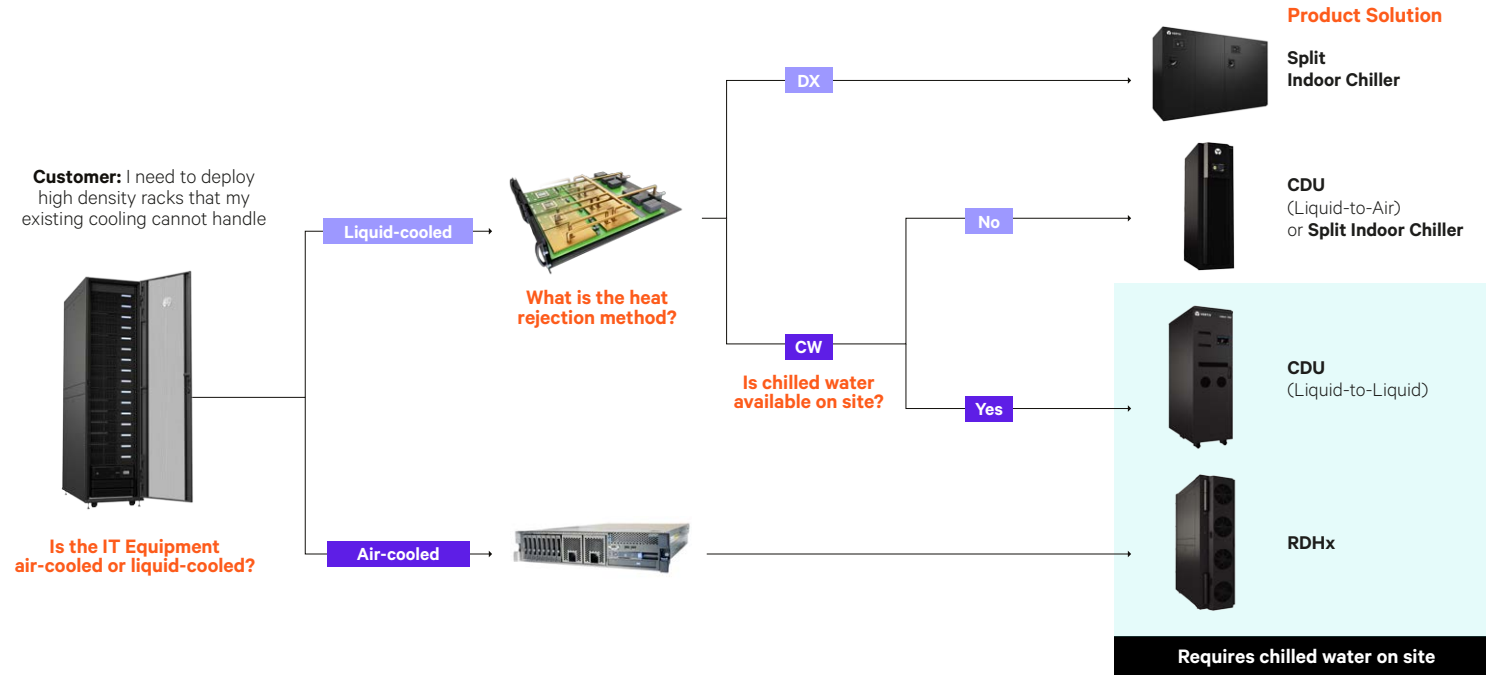 Product Solution
Split
Indoor Chiller
DX
Customer: I need to deploy
high density racks that my
existing cooling cannot handle
Liquid-cooled
What is the heat
rejection method?
No
CDU
(Liquid-to-Air)
or Split Indoor Chiller
CW
Is chilled water
available on site?
Yes
CDU
(Liquid-to-Liquid)
Is the IT Equipment
air-cooled or liquid-cooled?
Air-cooled
RDHx
Requires chilled water on site